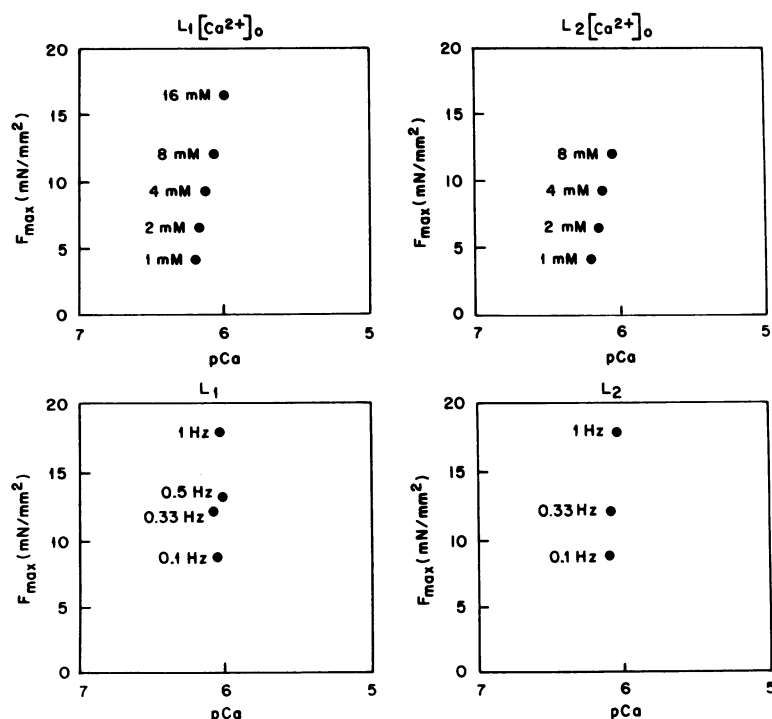 L₁ [Ca²⁺]ₒ
Fmax (mN/mm²)
20
15
10
5
0
16 mM
8 mM
4 mM
2 mM
1 mM
7
6
5
pCa
L₂ [Ca²⁺]ₒ
Fmax (mN/mm²)
20
15
10
5
0
8 mM
4 mM
2 mM
1 mM
7
6
5
pCa
L₁
Fmax (mN/mm²)
20
15
10
5
0
1 Hz
0.5 Hz
0.33 Hz
0.1 Hz
7
6
5
pCa
L₂
Fmax (mN/mm²)
20
15
10
5
0
1 Hz
0.33 Hz
0.1 Hz
7
6
5
pCa